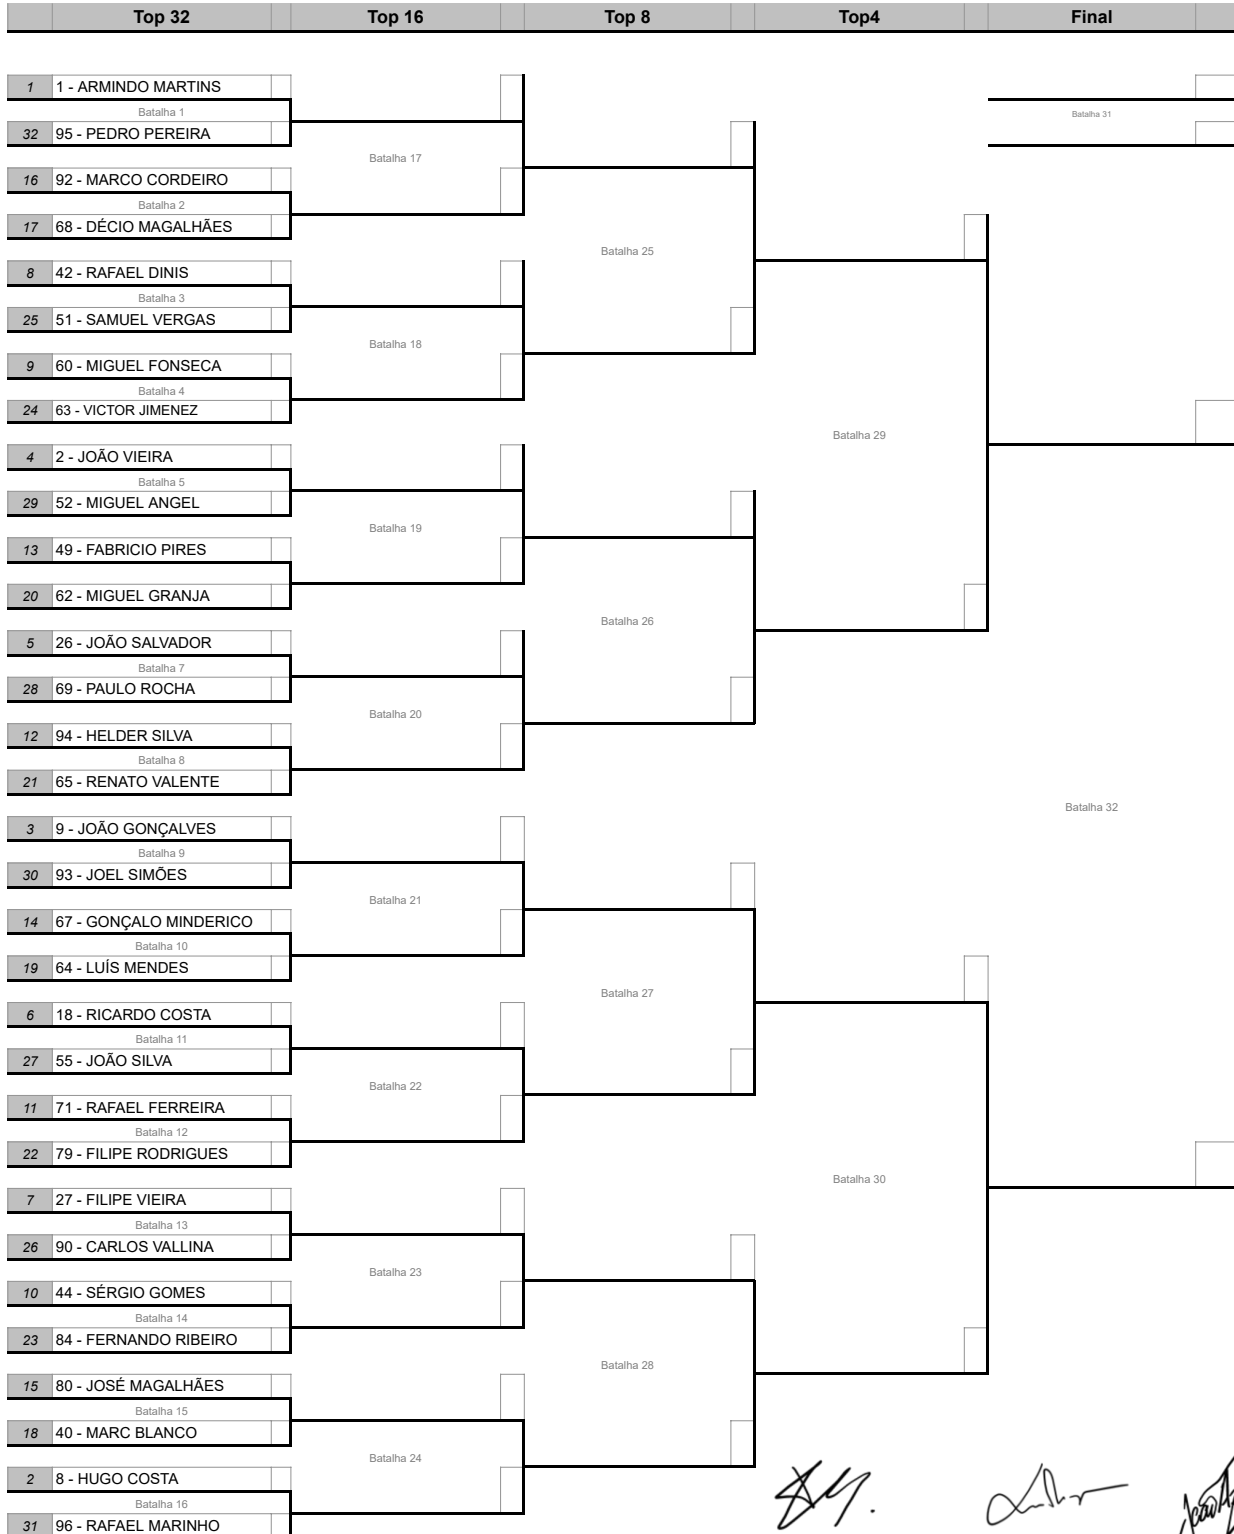 Top 32 Top 16 Top 8 Top4 Final
1 1 - ARMINDO MARTINS
Batalha 1
32 95 - PEDRO PEREIRA
Batalha 17
16 92 - MARCO CORDEIRO
Batalha 2
17 68 - DÉCIO MAGALHÃES
Batalha 25
8 42 - RAFAEL DINIS
Batalha 3
25 51 - SAMUEL VERGAS
Batalha 18
9 60 - MIGUEL FONSECA
Batalha 4
24 63 - VICTOR JIMENEZ
Batalha 29
4 2 - JOÃO VIEIRA
Batalha 5
29 52 - MIGUEL ANGEL
Batalha 19
13 49 - FABRICIO PIRES
20 62 - MIGUEL GRANJA
Batalha 26
5 26 - JOÃO SALVADOR
Batalha 7
28 69 - PAULO ROCHA
Batalha 20
12 94 - HELDER SILVA
Batalha 8
21 65 - RENATO VALENTE
Batalha 31
Batalha 32
3 9 - JOÃO GONÇALVES
Batalha 9
30 93 - JOEL SIMÕES
Batalha 21
14 67 - GONÇALO MINDERICO
Batalha 10
19 64 - LUÍS MENDES
Batalha 27
6 18 - RICARDO COSTA
Batalha 11
27 55 - JOÃO SILVA
Batalha 22
11 71 - RAFAEL FERREIRA
Batalha 12
22 79 - FILIPE RODRIGUES
Batalha 30
7 27 - FILIPE VIEIRA
Batalha 13
26 90 - CARLOS VALLINA
Batalha 23
10 44 - SÉRGIO GOMES
Batalha 14
23 84 - FERNANDO RIBEIRO
Batalha 28
15 80 - JOSÉ MAGALHÃES
Batalha 15
18 40 - MARC BLANCO
Batalha 24
2 8 - HUGO COSTA
Batalha 16
31 96 - RAFAEL MARINHO